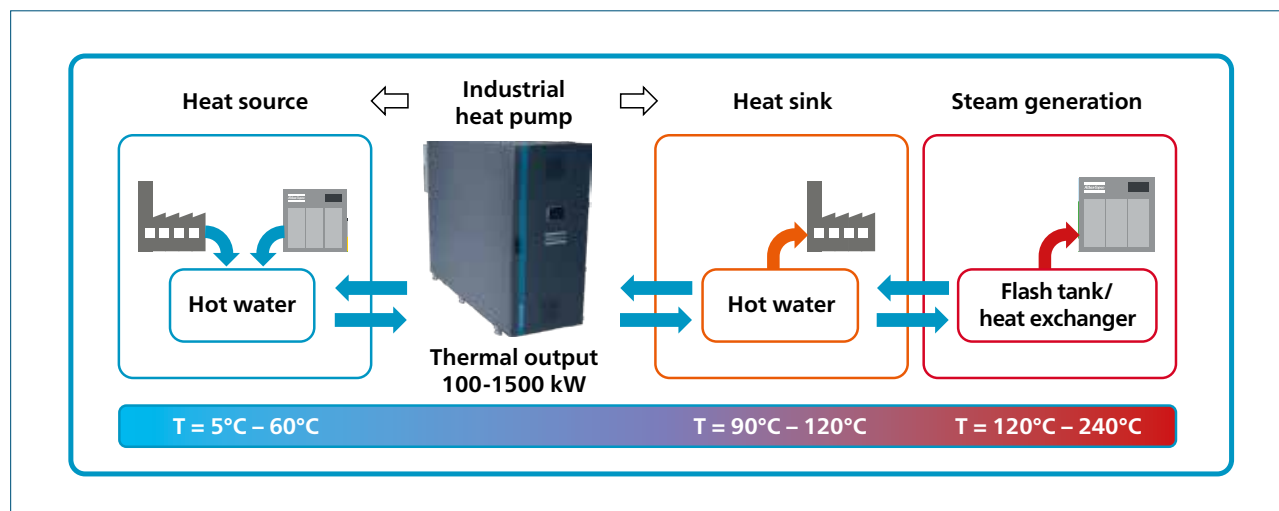 Heat source
Industrial
heat pump
Heat sink
Steam generation
Hot water
Thermal output
100-1500 kW
Hot water
Flash tank/
heat exchanger
T = 5°C – 60°C
T = 90°C – 120°C
T = 120°C – 240°C